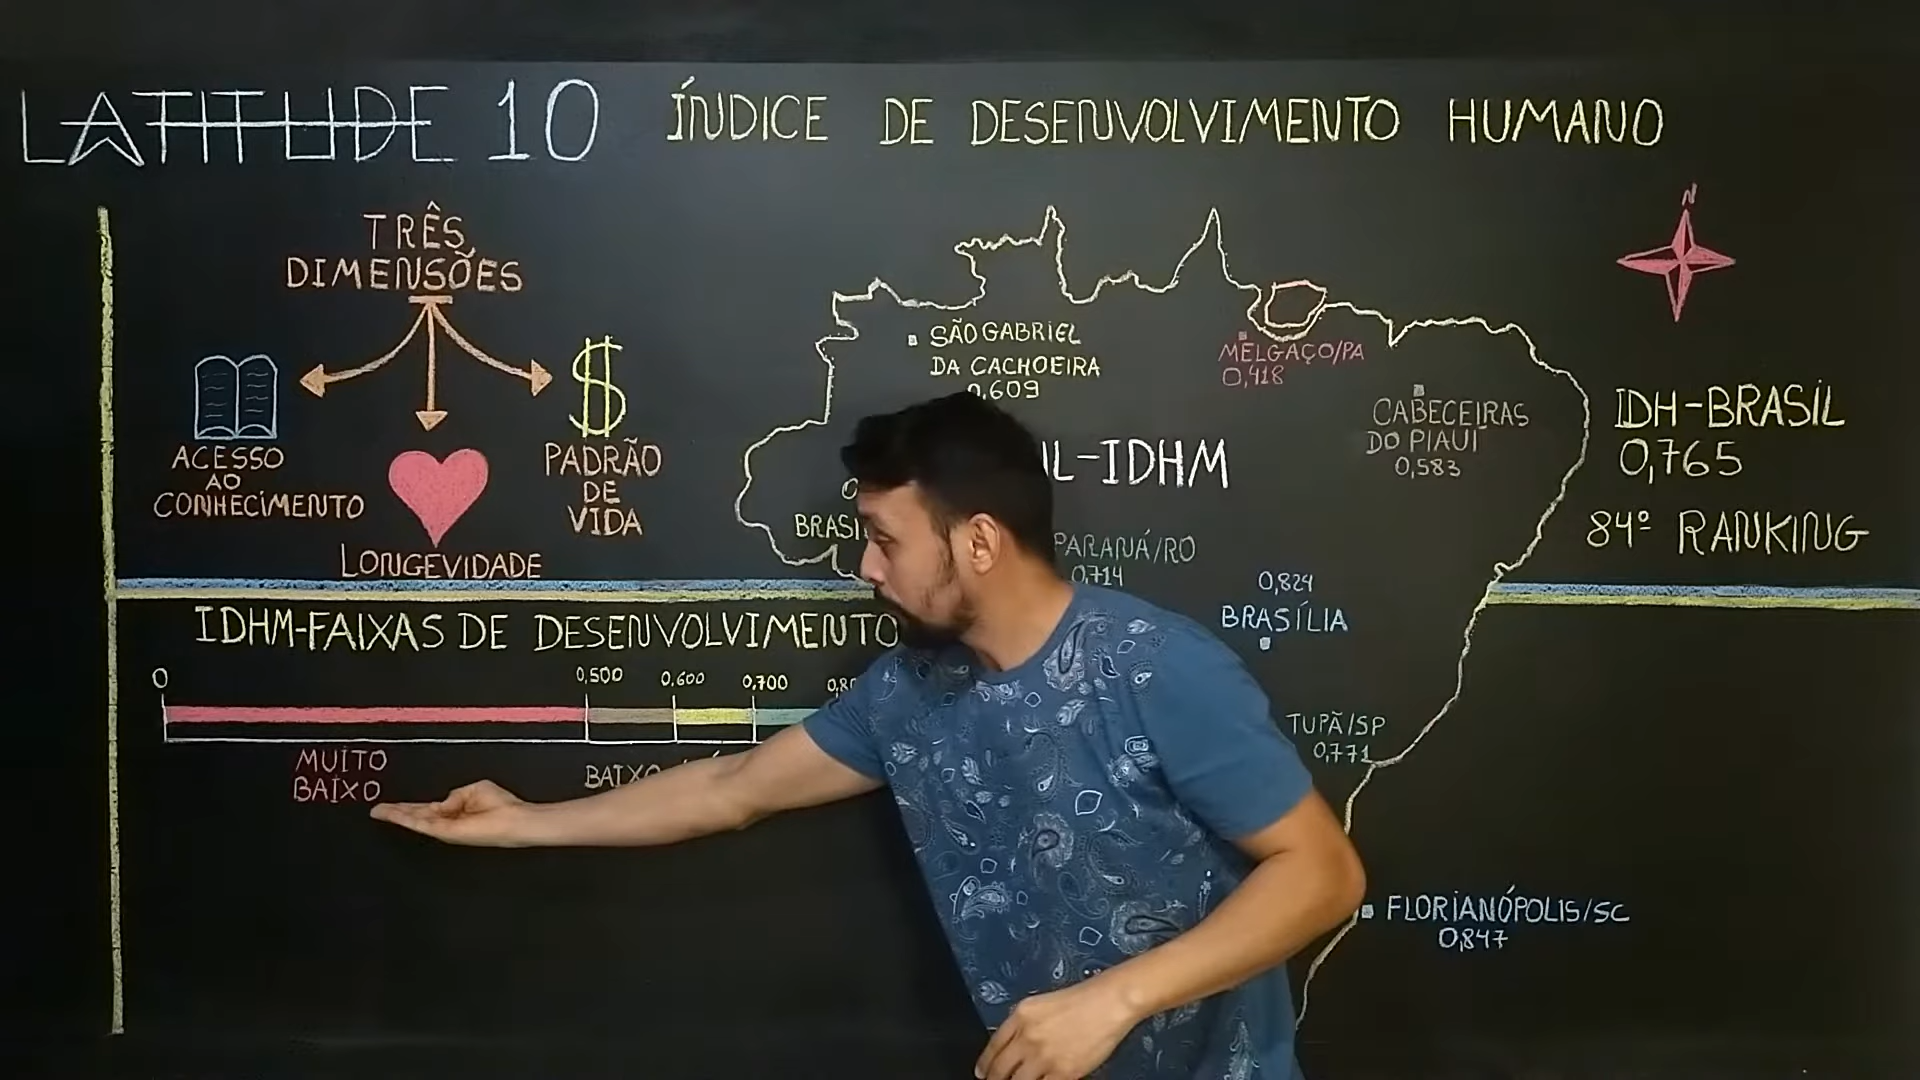 LATITUDE 10
ÍNDICE DE DESENVOLVIMENTO HUMANO
TRÊS
DIMENSÕES
ACESSO
AO
CONHECIMENTO
LONGEVIDADE
PADRÃO
DE
VIDA
IDHM-FAIXAS DE DESENVOLVIMENTO
0
0,500
0,600
0,700
MUITO
BAIXO
BAIXO
N
SÃO GABRIEL
DA CACHOEIRA
0,609
MELGAÇO/PA
0,418
CABECEIRAS
DO PIAUÍ
0,583
L-IDHM
BRASI
PARANÁ/RO
0,714
0,824
BRASÍLIA
TUPÃ/SP
0,771
FLORIANÓPOLIS/SC
0,847
IDH-BRASIL
0,765
84º RANKING